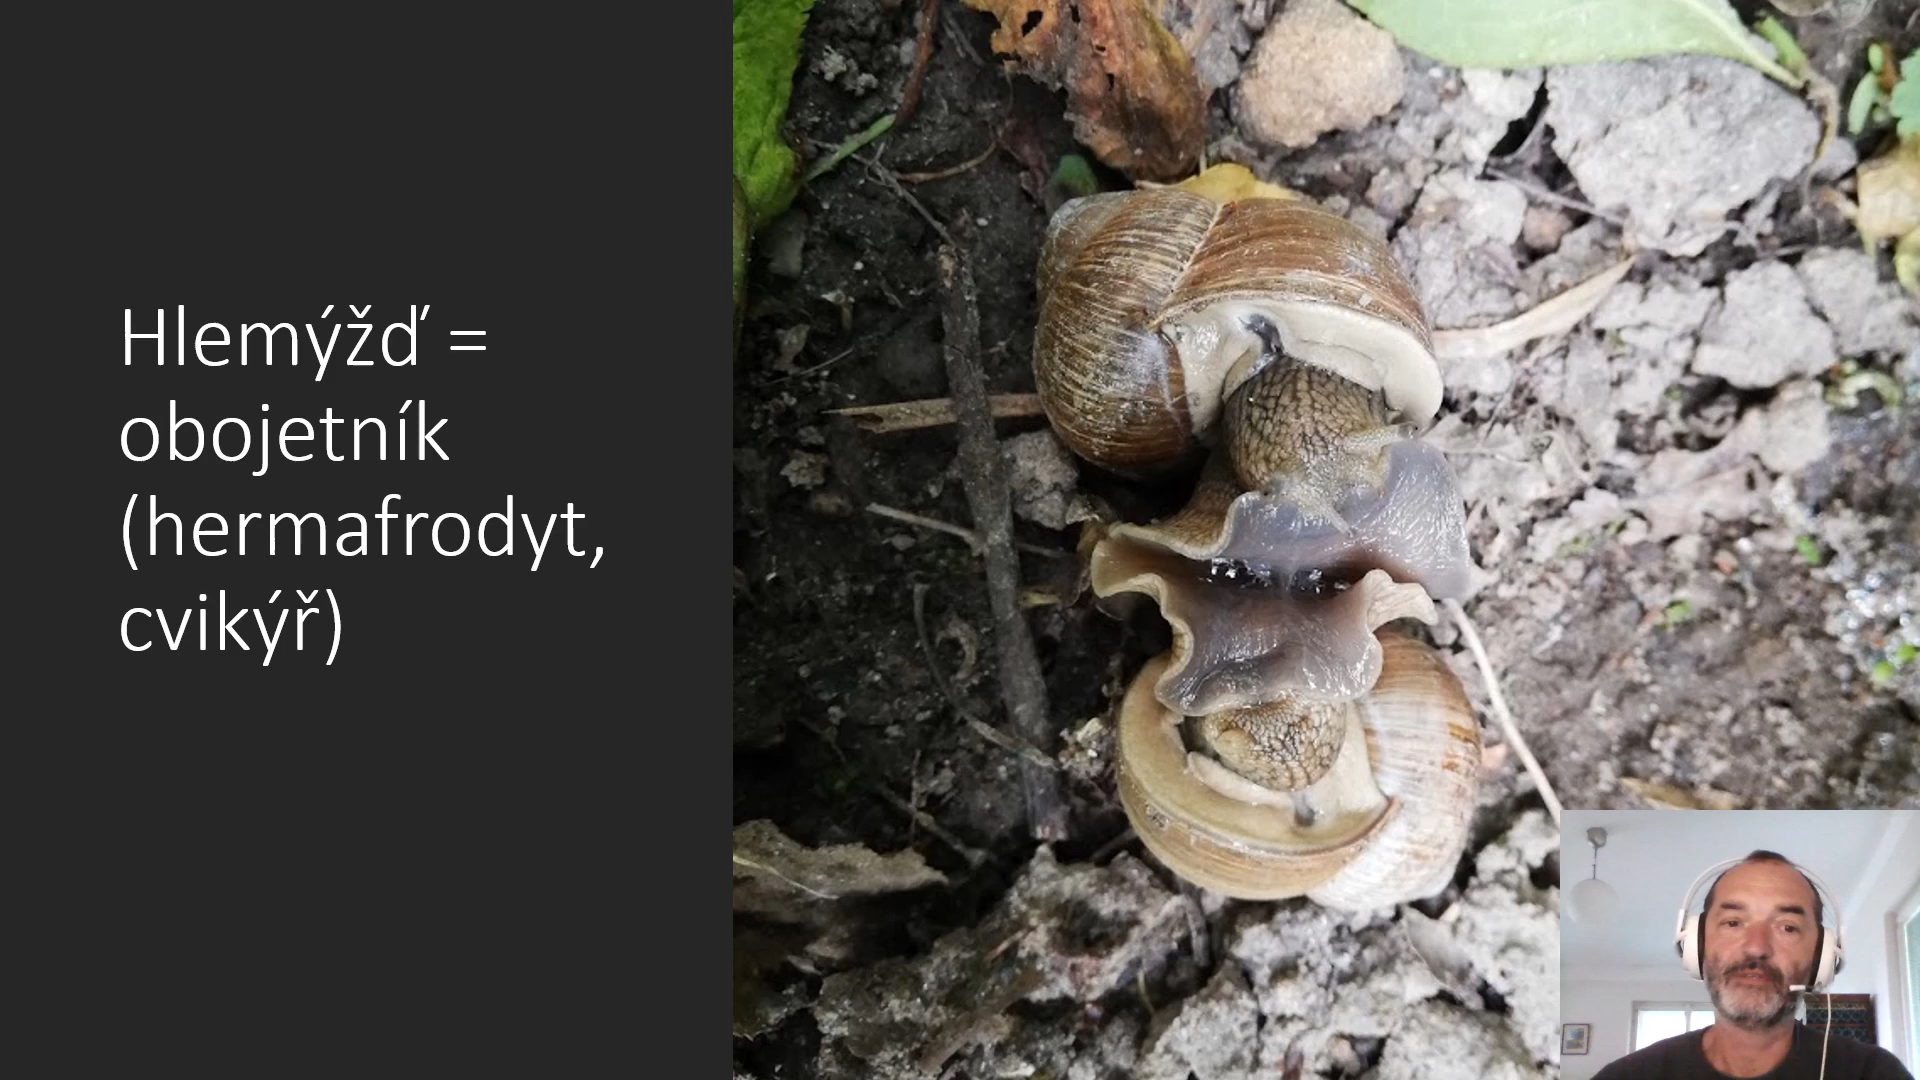 Hlemýžď =
obojetník
(hermafrodyt,
cvikýř)